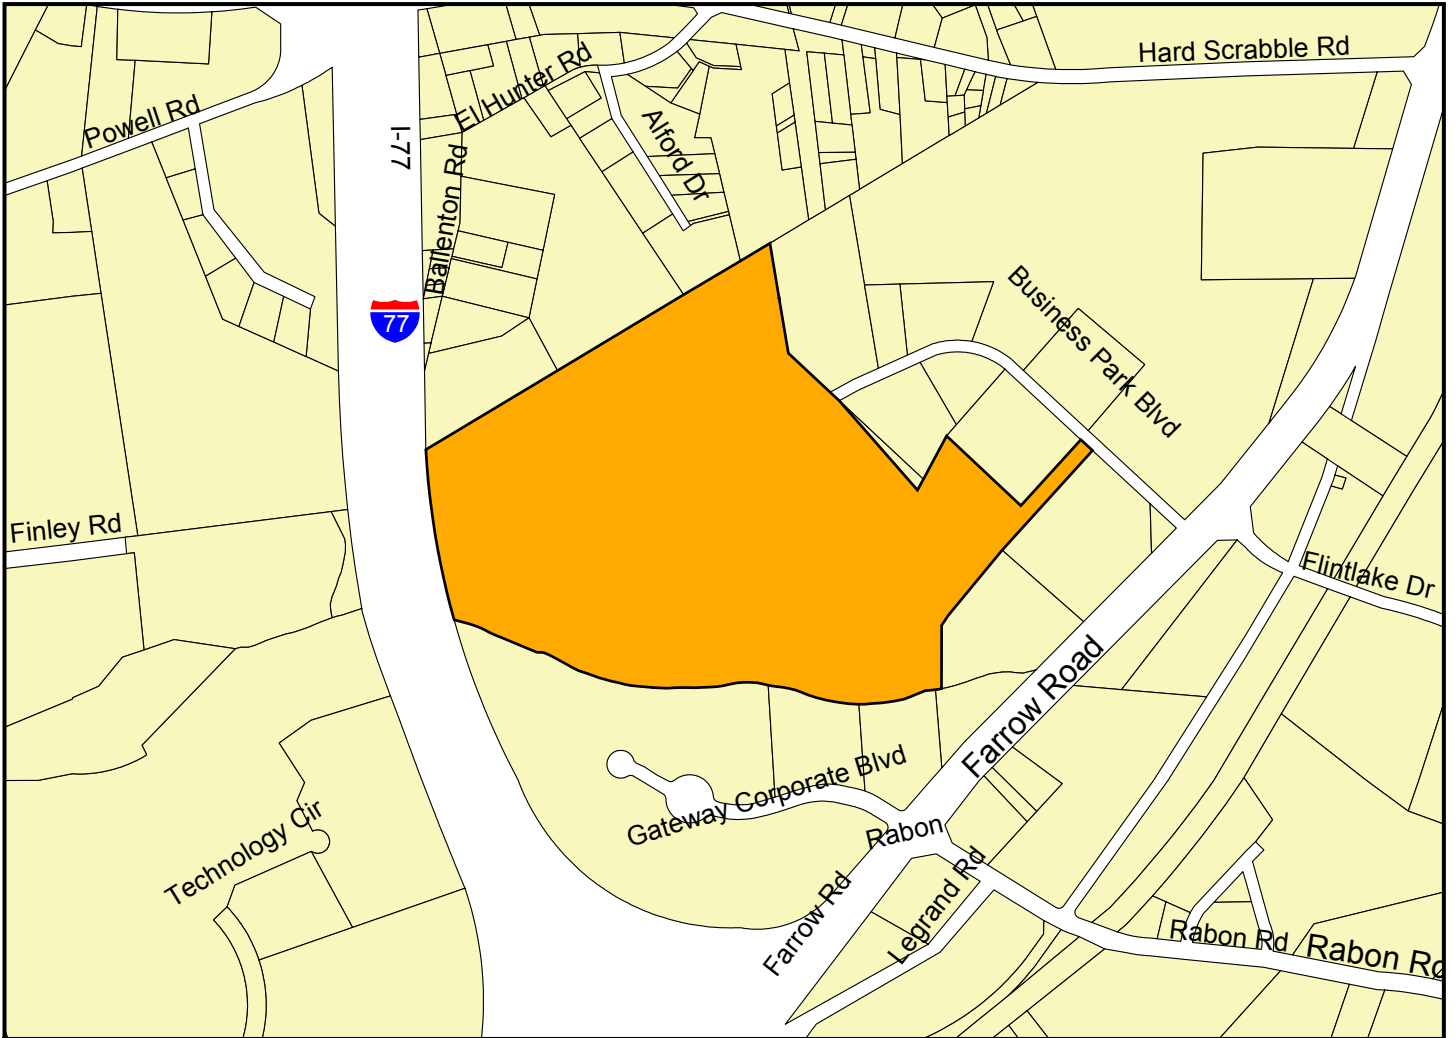 Hard Scrabble Rd
El Hunter Rd
Powell Rd
I-77
Alford Dr
Ballenton Rd
77
Business Park Blvd
Finley Rd
Flintlake Dr
Farrow Road
Gateway Corporate Blvd
Technology Cir
Rabon
Farrow Rd
Legrand Rd
Rabon Rd
Rabon Rd